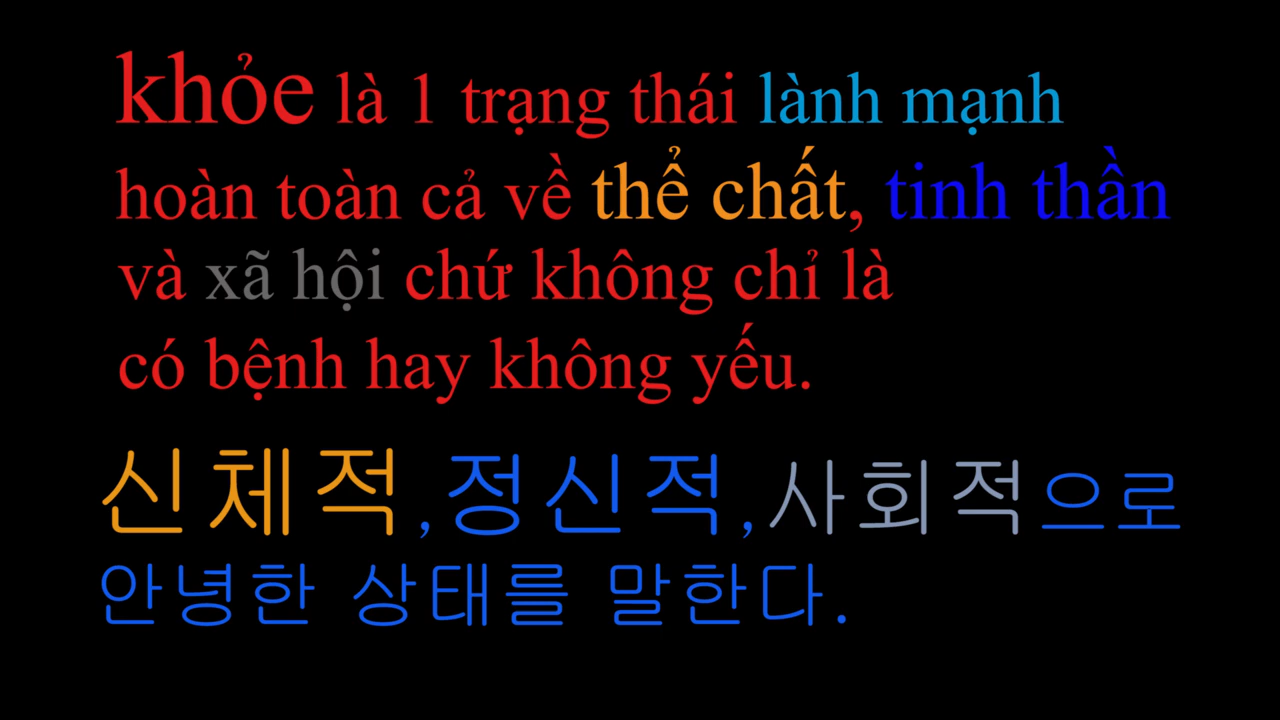 khỏe là 1 trạng thái lành mạnh
hoàn toàn cả về thể chất, tinh thần
và xã hội chứ không chỉ là
có bệnh hay không yếu.
신체적,정신적,사회적으로
안녕한 상태를 말한다.